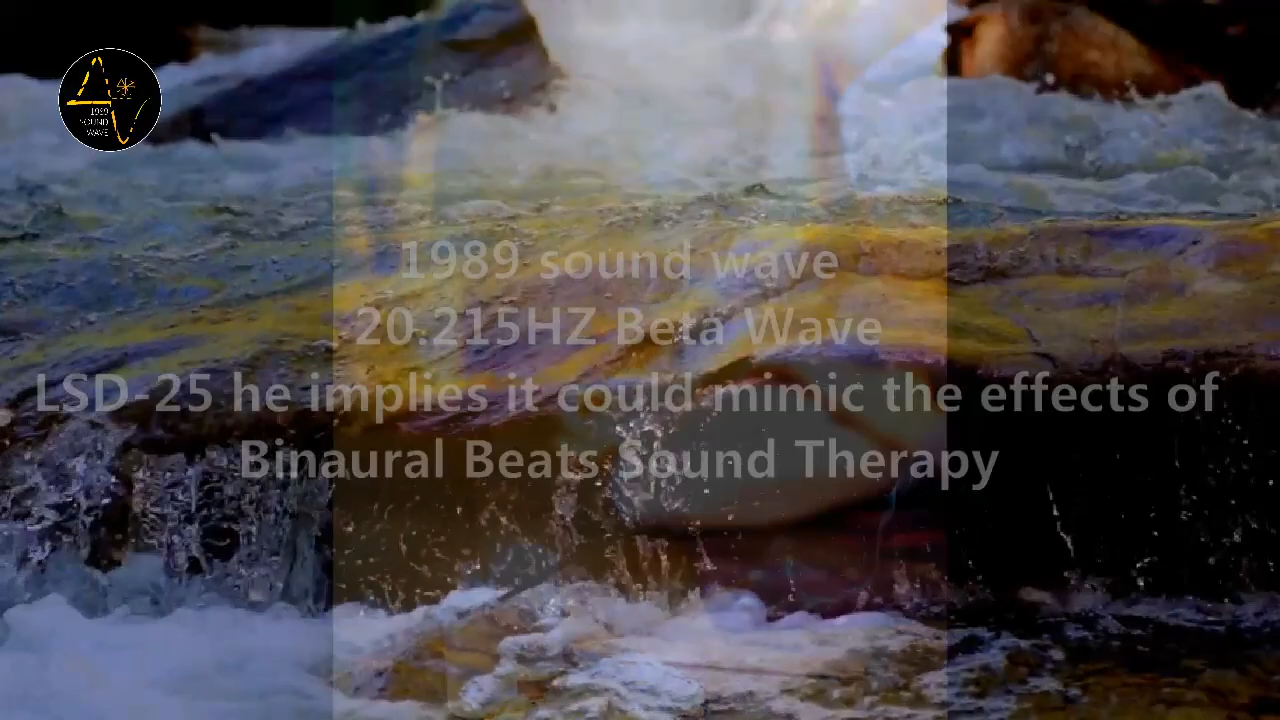 1989
SOUND
WAVE
1989 sound wave
20.215HZ Beta Wave
LSD-25 he implies it could mimic the effects of
Binaural Beats Sound Therapy